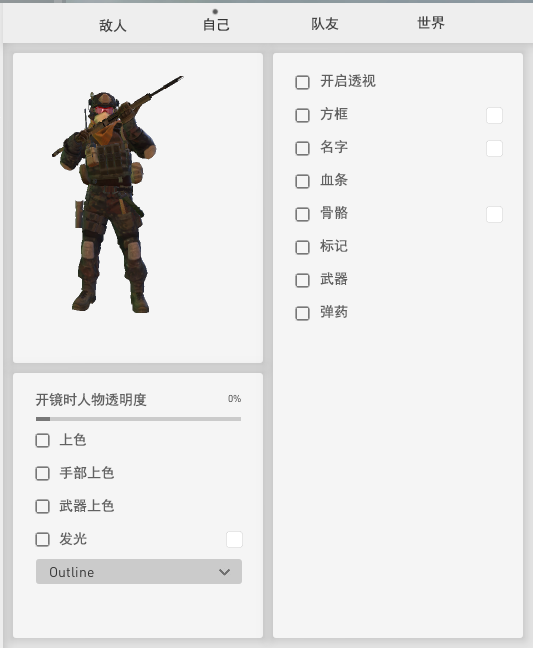 敌人 自己 队友 世界
开镜时人物透明度 0%
上色
手部上色
武器上色
发光
Outline
开启透视
方框
名字
血条
骨骼
标记
武器
弹药